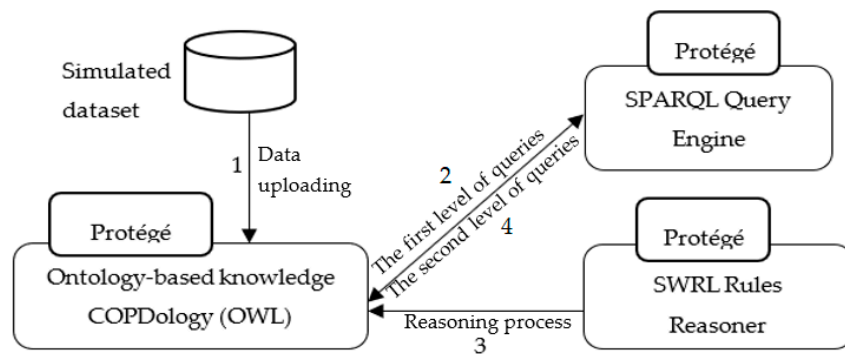 Simulated
dataset
1
Data
uploading
Protégé
Ontology-based knowledge
COPDology (OWL)
2
The first level of queries
The second level of queries
4
Protégé
SPARQL Query
Engine
Protégé
SWRL Rules
Reasoner
Reasoning process
3